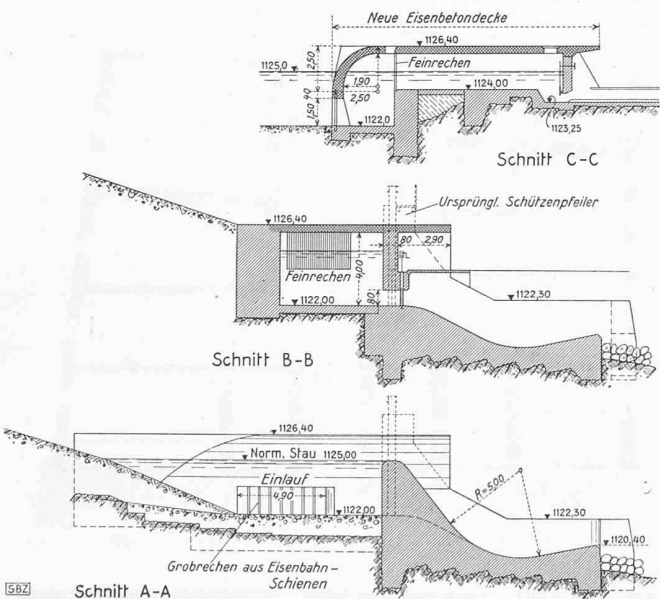 Neue Eisenbetondecke
1126,40
1125,0
2,50
Feinrechen
1,90
2,50
40
1,50
1124,00
1122,0
1123,25
Schnitt C-C
Ursprüngl. Schützenpfeiler
1126,40
80 2,90
Feinrechen
4,00
80
1122,00
1122,30
Schnitt B-B
1126,40
Norm. Stau 1125,00
Einlauf
4,90
R=5,00
1122,00
1122,30
1120,40
Grobrechen aus Eisenbahn-
Schienen
SBZ
Schnitt A-A